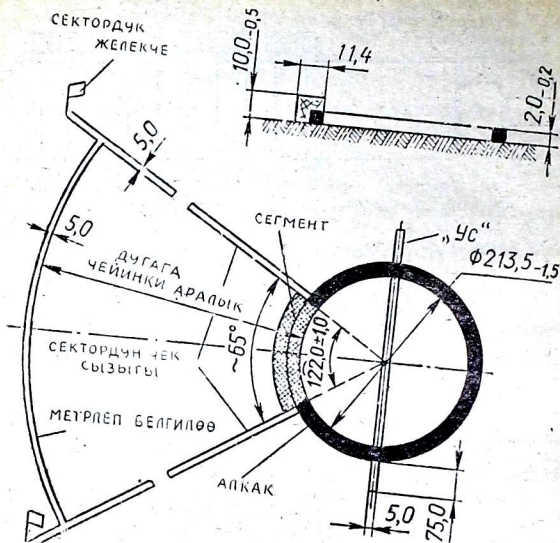 СЕКТОРДУК
ЖЕЛЕКЧЕ
10,0-0,5
11,4
2,0-0,2
5,0
СЕГМЕНТ
„УС“
Ф213,5-1,5
5,0
ДУГАГА
ЧЕЙИНКИ АРАЛЫК
~65°
122,0±1,0
СЕКТОРДУН ЧЕК
СЫЗЫГЫ
МЕТРЛЕП БЕЛГИЛӨӨ
АЛКАК
5,0
75,0